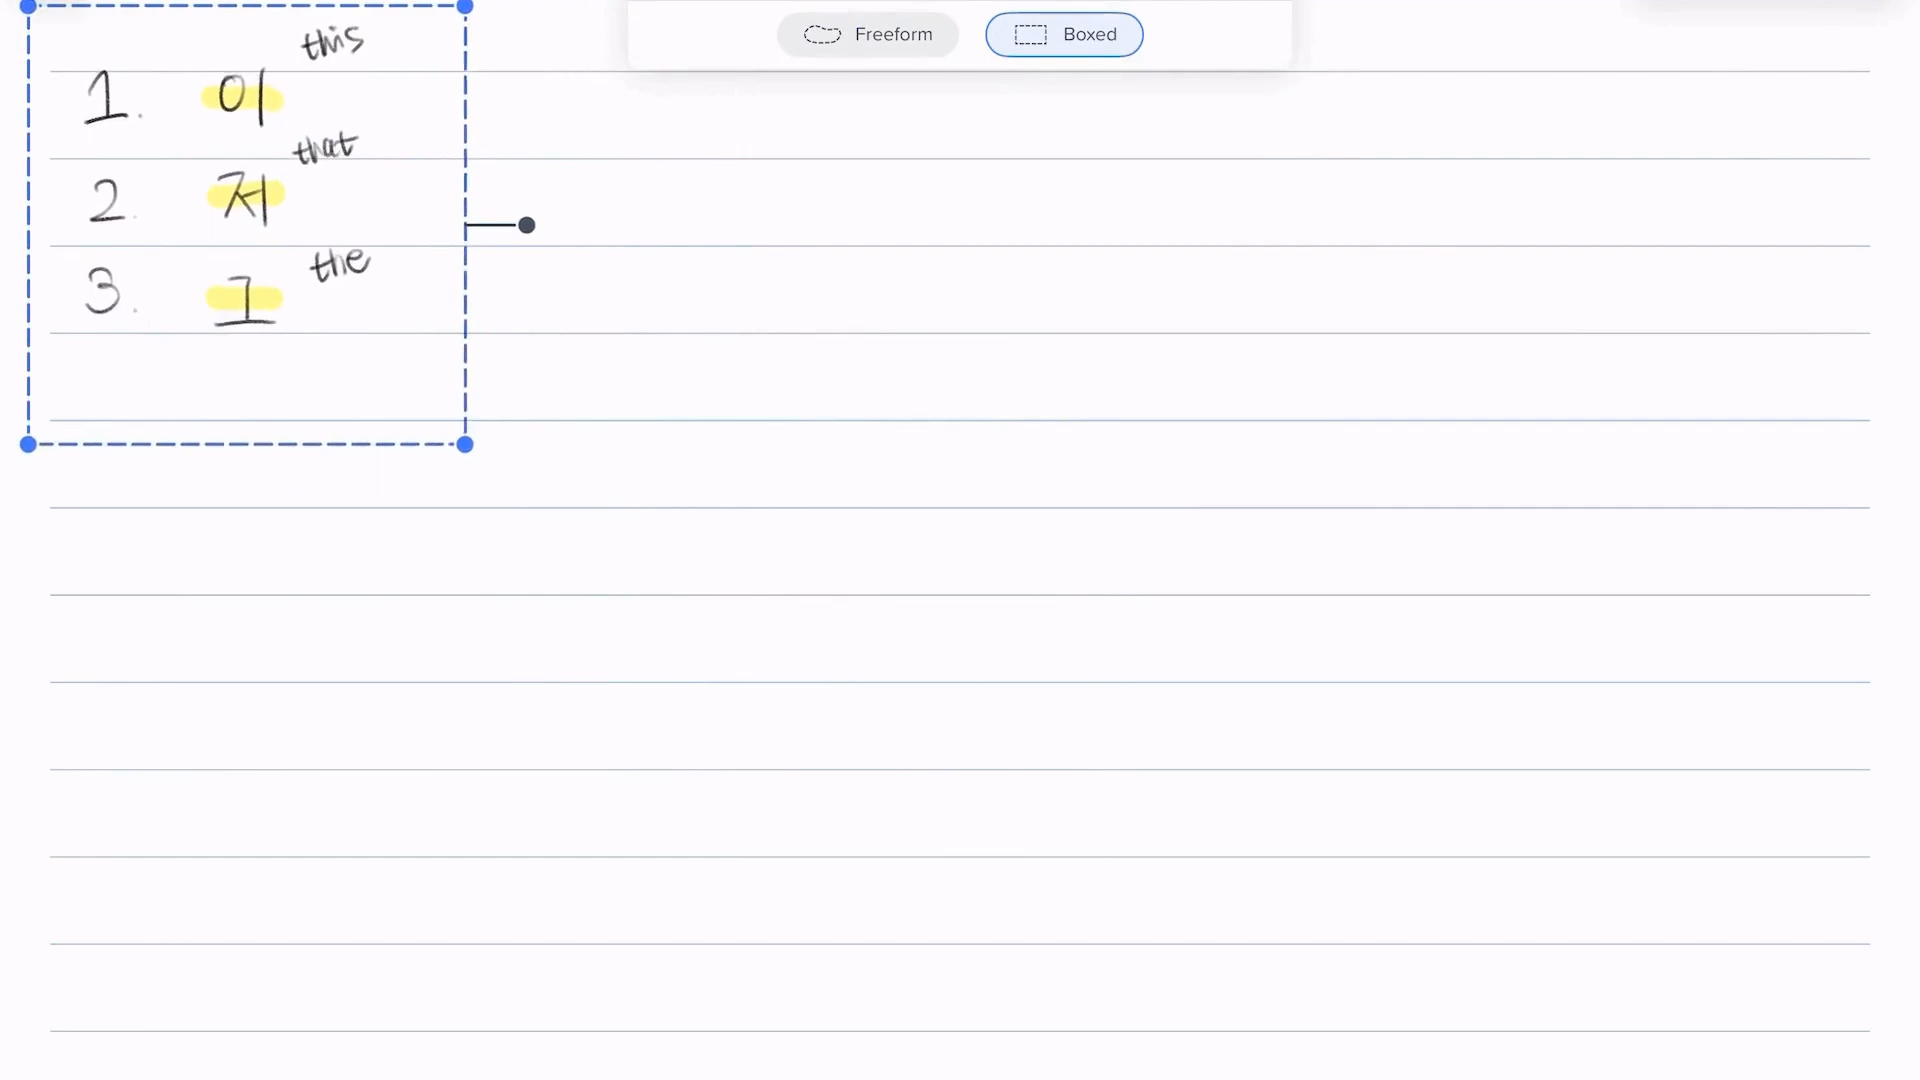 Freeform Boxed
this
1. 이
that
2. 저
the
3. 그